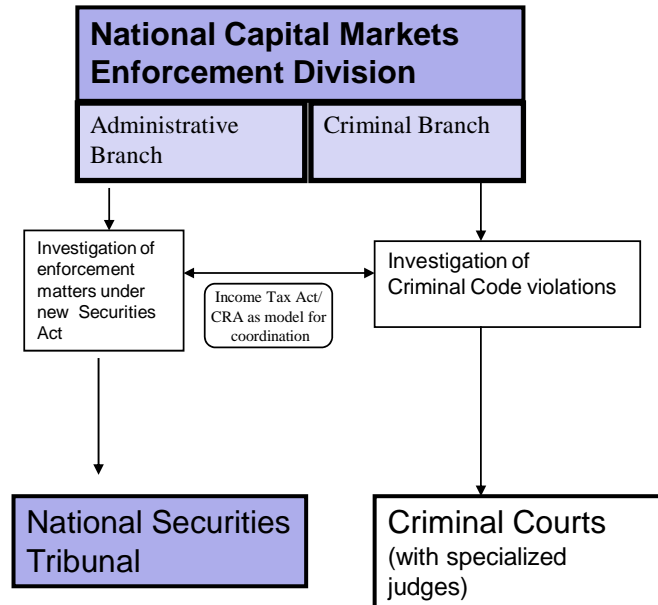 National Capital Markets
Enforcement Division
Administrative
Branch
Criminal Branch
Investigation of
enforcement
matters under
new Securities
Act
Income Tax Act/
CRA as model for
coordination
Investigation of
Criminal Code violations
National Securities
Tribunal
Criminal Courts
(with specialized
judges)